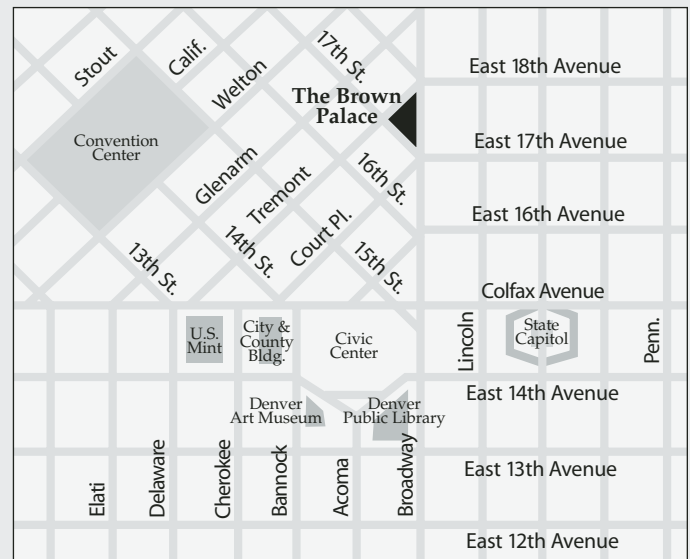 Stout
Calif.
Welton
17th St.
The Brown
Palace
East 18th Avenue
Convention
Center
East 17th Avenue
Glenarm
Tremont
16th St.
Court Pl.
East 16th Avenue
13th St.
14th St.
15th St.
Colfax Avenue
U.S.
Mint
City &
County
Bldg.
Civic
Center
Lincoln
State
Capitol
Penn.
East 14th Avenue
Denver
Art Museum
Denver
Public Library
Elati
Delaware
Cherokee
Bannock
Acoma
Broadway
East 13th Avenue
East 12th Avenue